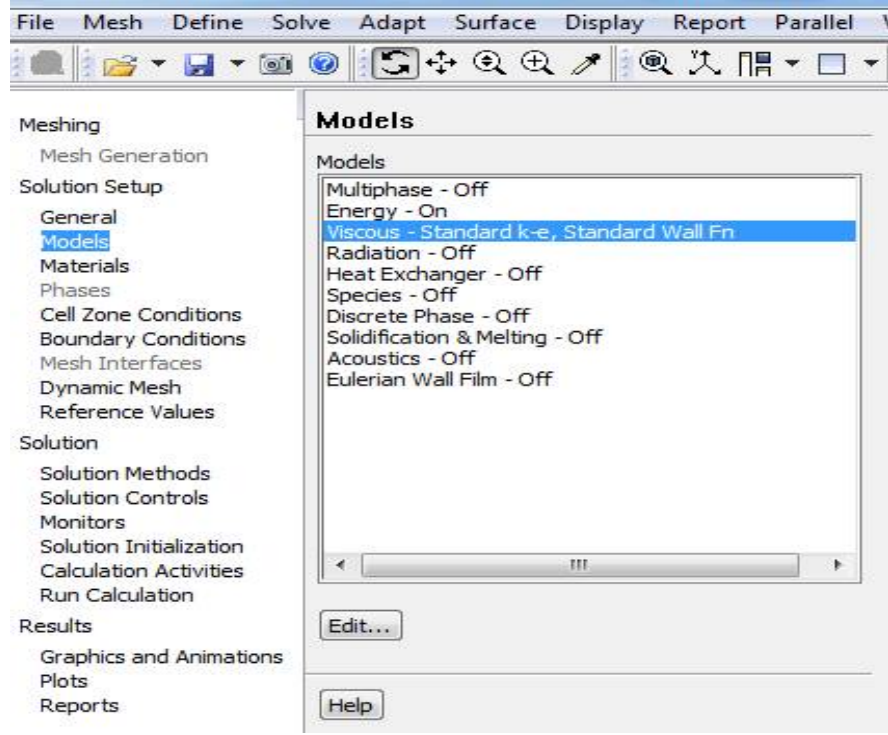 File Mesh Define Solve Adapt Surface Display Report Parallel
Meshing
Mesh Generation
Solution Setup
General
Models
Materials
Phases
Cell Zone Conditions
Boundary Conditions
Mesh Interfaces
Dynamic Mesh
Reference Values
Solution
Solution Methods
Solution Controls
Monitors
Solution Initialization
Calculation Activities
Run Calculation
Results
Graphics and Animations
Plots
Reports
Models
Models
Multiphase - Off
Energy - On
Viscous - Standard k-e, Standard Wall Fn
Radiation - Off
Heat Exchanger - Off
Species - Off
Discrete Phase - Off
Solidification & Melting - Off
Acoustics - Off
Eulerian Wall Film - Off
Edit...
Help